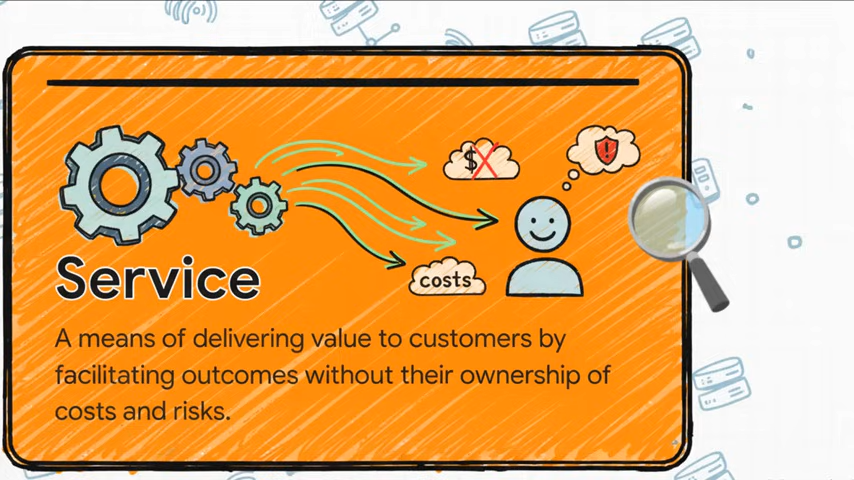 $
costs
Service
A means of delivering value to customers by
facilitating outcomes without their ownership of
costs and risks.